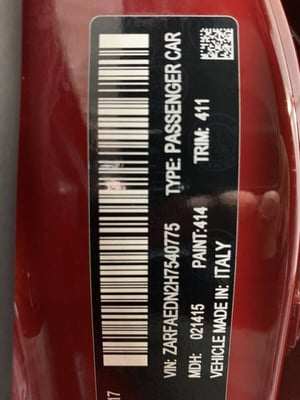 VIN: ZARFAEDN2H7540775 TYPE: PASSENGER CAR
MDH: 021415 PAINT:414 TRIM: 411
VEHICLE MADE IN: ITALY